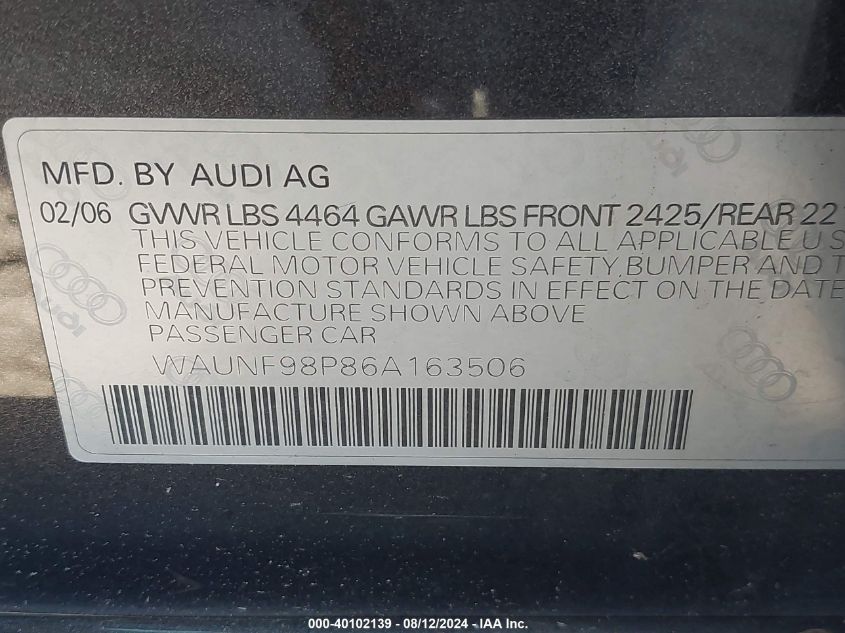 MFD. BY AUDI AG
02/06 GVWR LBS 4464 GAWR LBS FRONT 2425/REAR 22
THIS VEHICLE CONFORMS TO ALL APPLICABLE U S
FEDERAL MOTOR VEHICLE SAFETY, BUMPER AND T
PREVENTION STANDARDS IN EFFECT ON THE DATE
MANUFACTURE SHOWN ABOVE
PASSENGER CAR
WAUNF98P86A163506
000-40102139 - 08/12/2024 - IAA Inc.